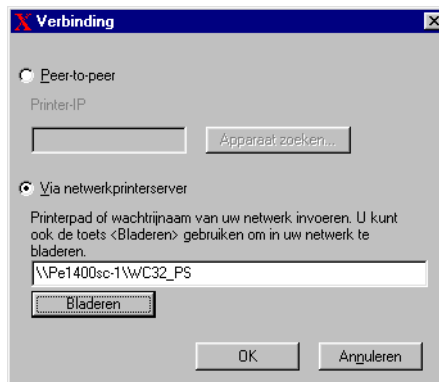 Verbinding
Peer-to-peer
Printer-IP
Apparaat zoeken...
Via netwerkprinterserver
Printerpad of wachtrijnaam van uw netwerk invoeren. U kunt
ook de toets <Bladeren> gebruiken om in uw netwerk te
bladeren.
\\Pe1400sc-1\WC32_PS
Bladeren
OK Annuleren